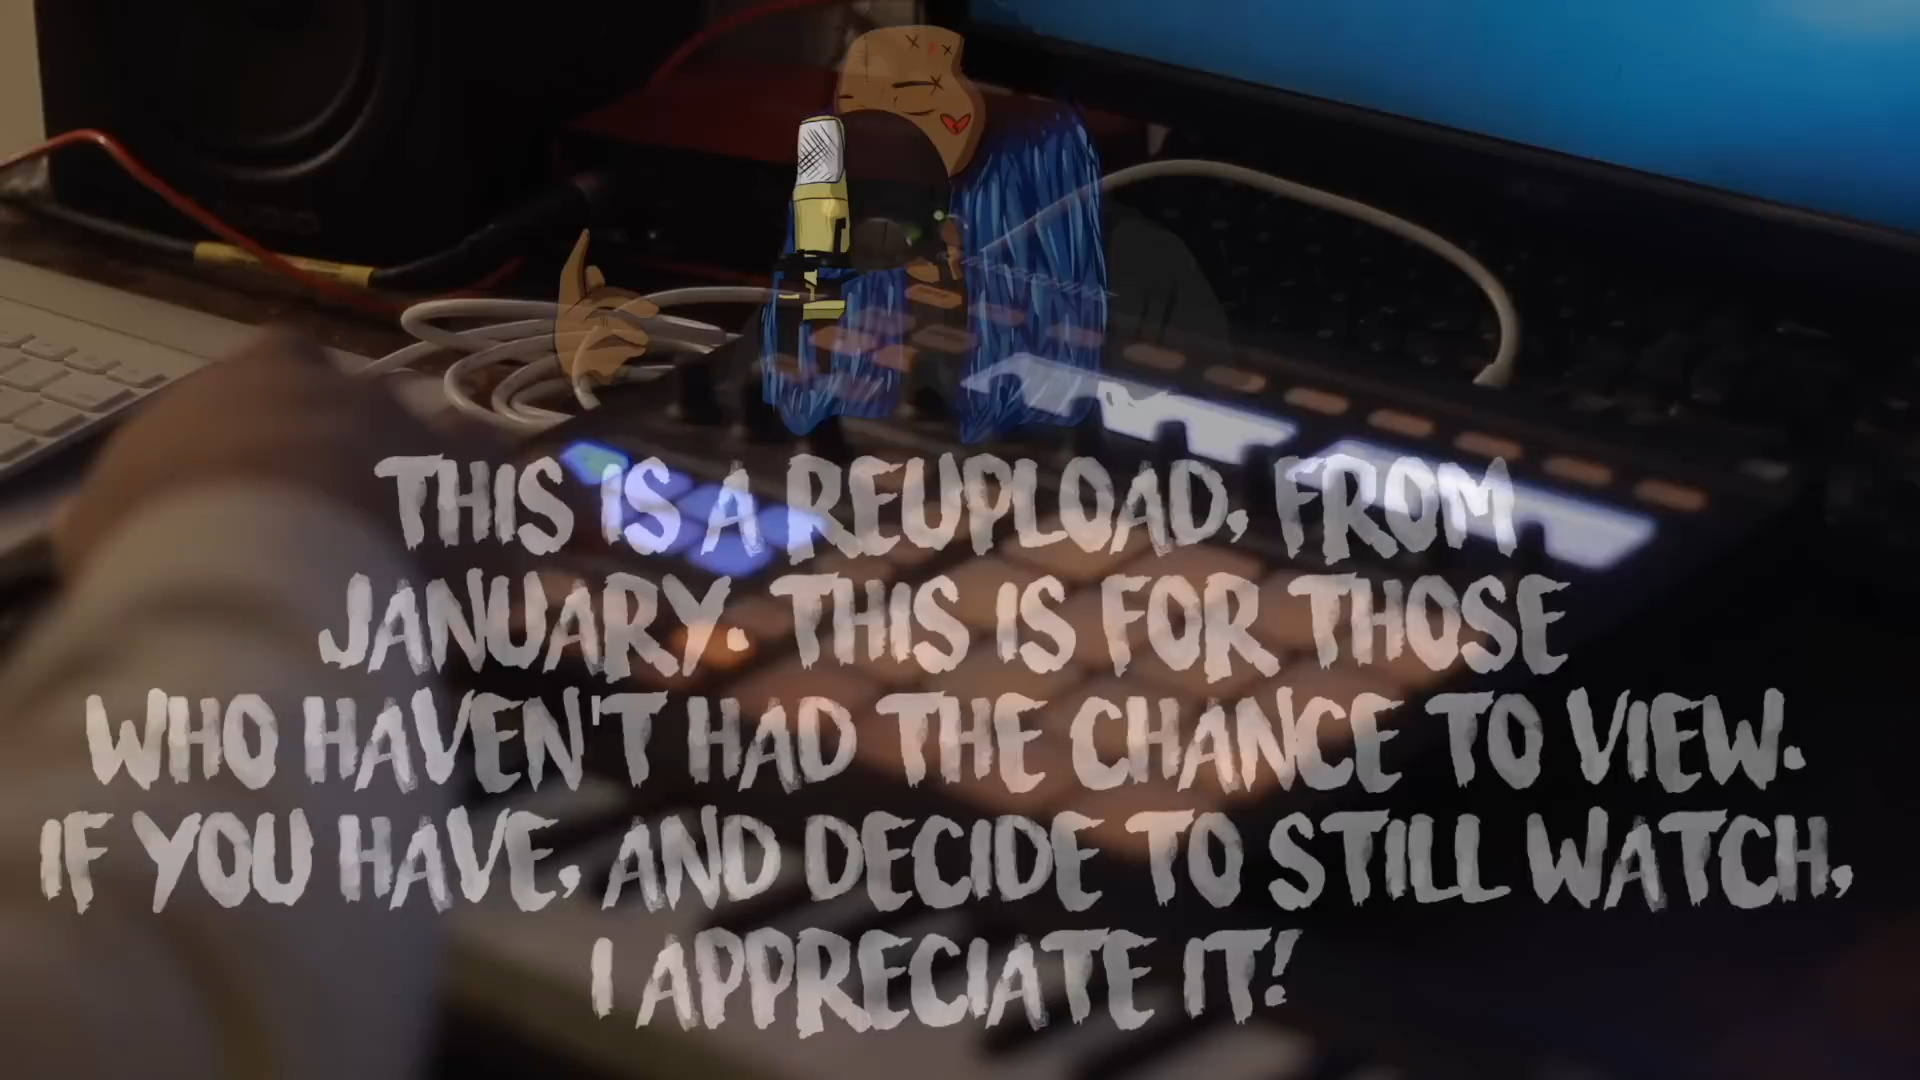 THIS IS A REUPLOAD, FROM
JANUARY. THIS IS FOR THOSE
WHO HAVEN'T HAD THE CHANCE TO VIEW.
IF YOU HAVE, AND DECIDE TO STILL WATCH,
I APPRECIATE IT!